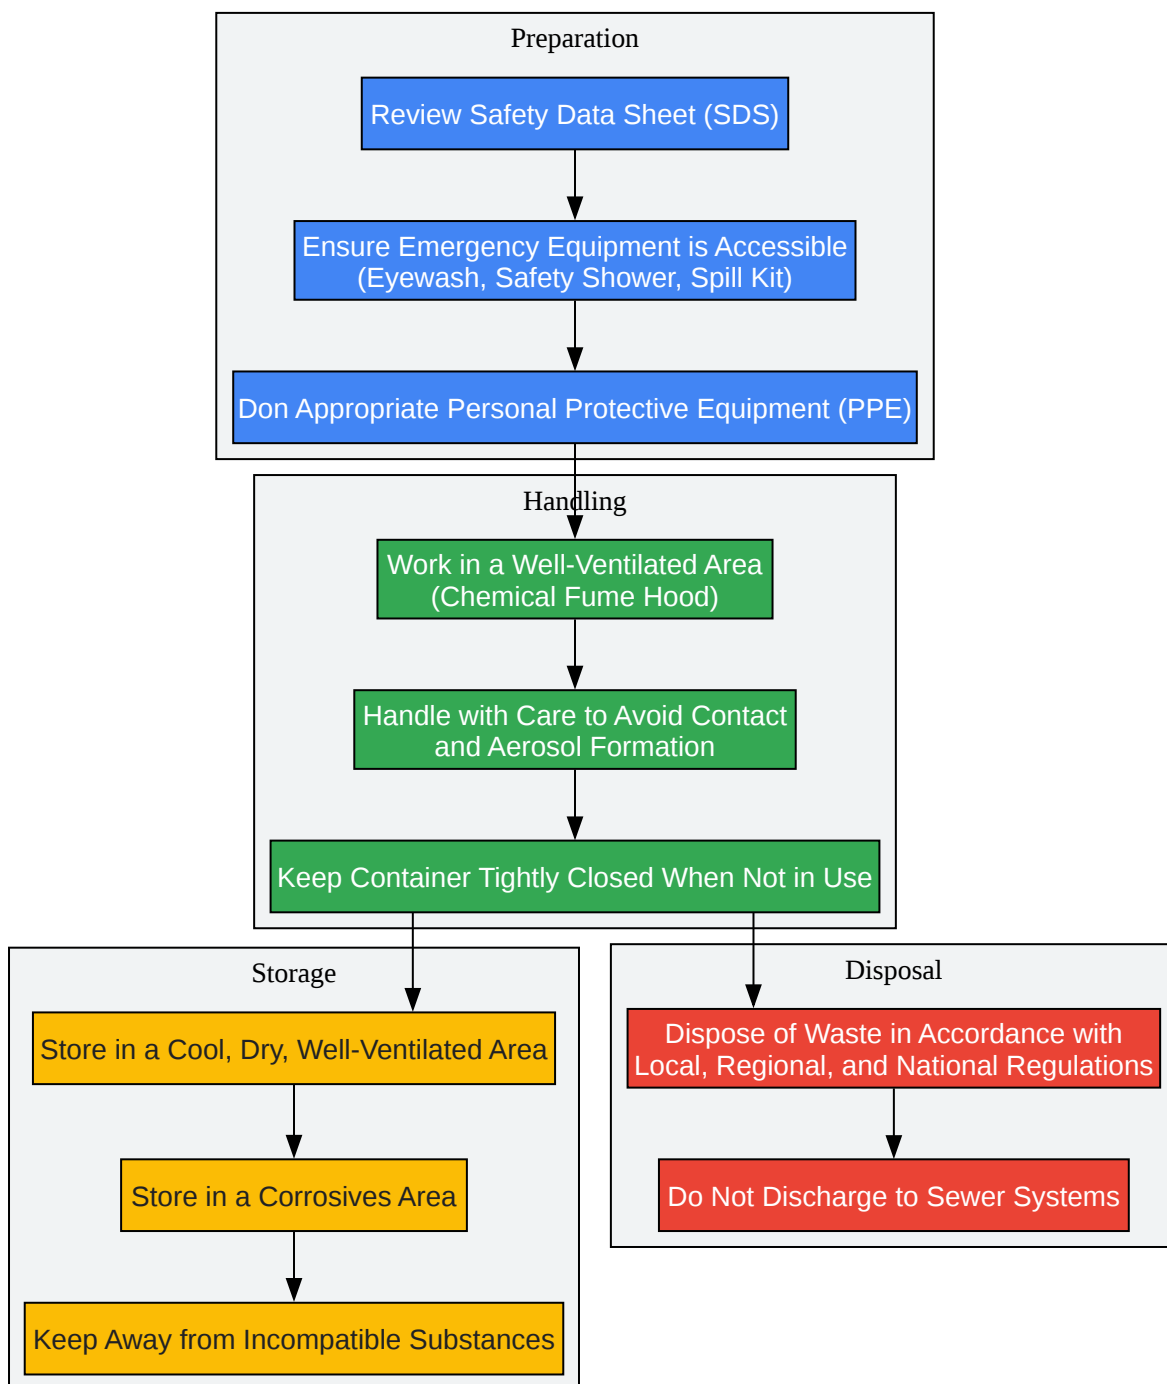 Preparation
Review Safety Data Sheet (SDS)
Ensure Emergency Equipment is Accessible
(Eyewash, Safety Shower, Spill Kit)
Don Appropriate Personal Protective Equipment (PPE)
Handling
Work in a Well-Ventilated Area
(Chemical Fume Hood)
Handle with Care to Avoid Contact
and Aerosol Formation
Keep Container Tightly Closed When Not in Use
Storage
Store in a Cool, Dry, Well-Ventilated Area
Store in a Corrosives Area
Keep Away from Incompatible Substances
Disposal
Dispose of Waste in Accordance with
Local, Regional, and National Regulations
Do Not Discharge to Sewer Systems